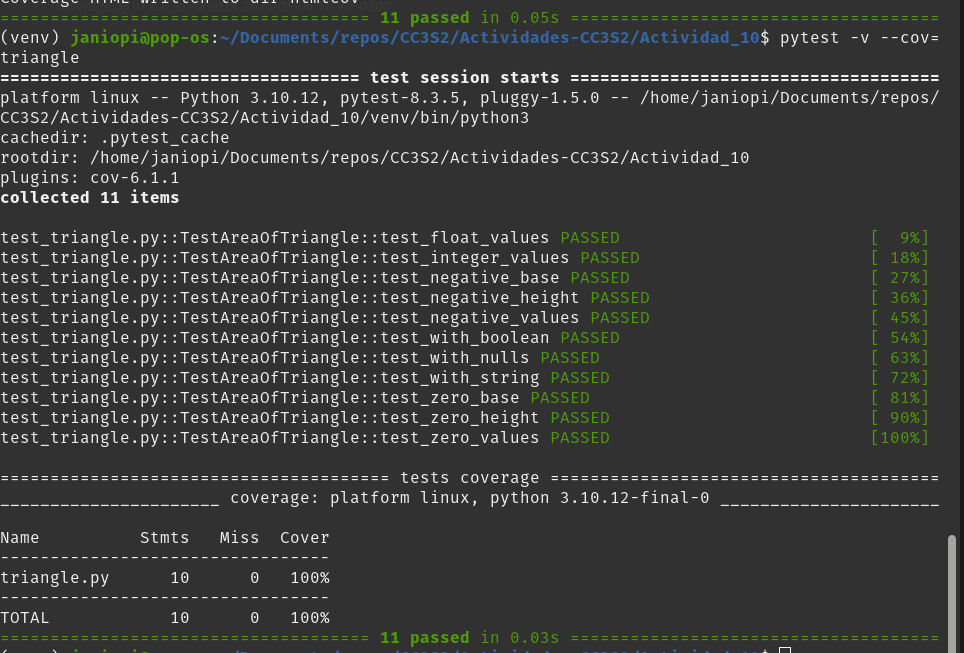 Coverage HTML written to dir htmlcov
============================== 11 passed in 0.05s ==============================
(venv) janiopi@pop-os:~/Documents/repos/CC3S2/Actividades-CC3S2/Actividad_10$ pytest -v --cov=
triangle
============================= test session starts ==============================
platform linux -- Python 3.10.12, pytest-8.3.5, pluggy-1.5.0 -- /home/janiopi/Documents/repos/
CC3S2/Actividades-CC3S2/Actividad_10/venv/bin/python3
cachedir: .pytest_cache
rootdir: /home/janiopi/Documents/repos/CC3S2/Actividades-CC3S2/Actividad_10
plugins: cov-6.1.1
collected 11 items
test_triangle.py::TestAreaOfTriangle::test_float_values PASSED [  9%]
test_triangle.py::TestAreaOfTriangle::test_integer_values PASSED [ 18%]
test_triangle.py::TestAreaOfTriangle::test_negative_base PASSED [ 27%]
test_triangle.py::TestAreaOfTriangle::test_negative_height PASSED [ 36%]
test_triangle.py::TestAreaOfTriangle::test_negative_values PASSED [ 45%]
test_triangle.py::TestAreaOfTriangle::test_with_boolean PASSED [ 54%]
test_triangle.py::TestAreaOfTriangle::test_with_nulls PASSED [ 63%]
test_triangle.py::TestAreaOfTriangle::test_with_string PASSED [ 72%]
test_triangle.py::TestAreaOfTriangle::test_zero_base PASSED [ 81%]
test_triangle.py::TestAreaOfTriangle::test_zero_height PASSED [ 90%]
test_triangle.py::TestAreaOfTriangle::test_zero_values PASSED [100%]
================================ tests coverage ================================
______________________ coverage: platform linux, python 3.10.12-final-0 ______________________
Name          Stmts   Miss  Cover
---------------------------------
triangle.py      10      0   100%
---------------------------------
TOTAL            10      0   100%
============================== 11 passed in 0.03s ==============================